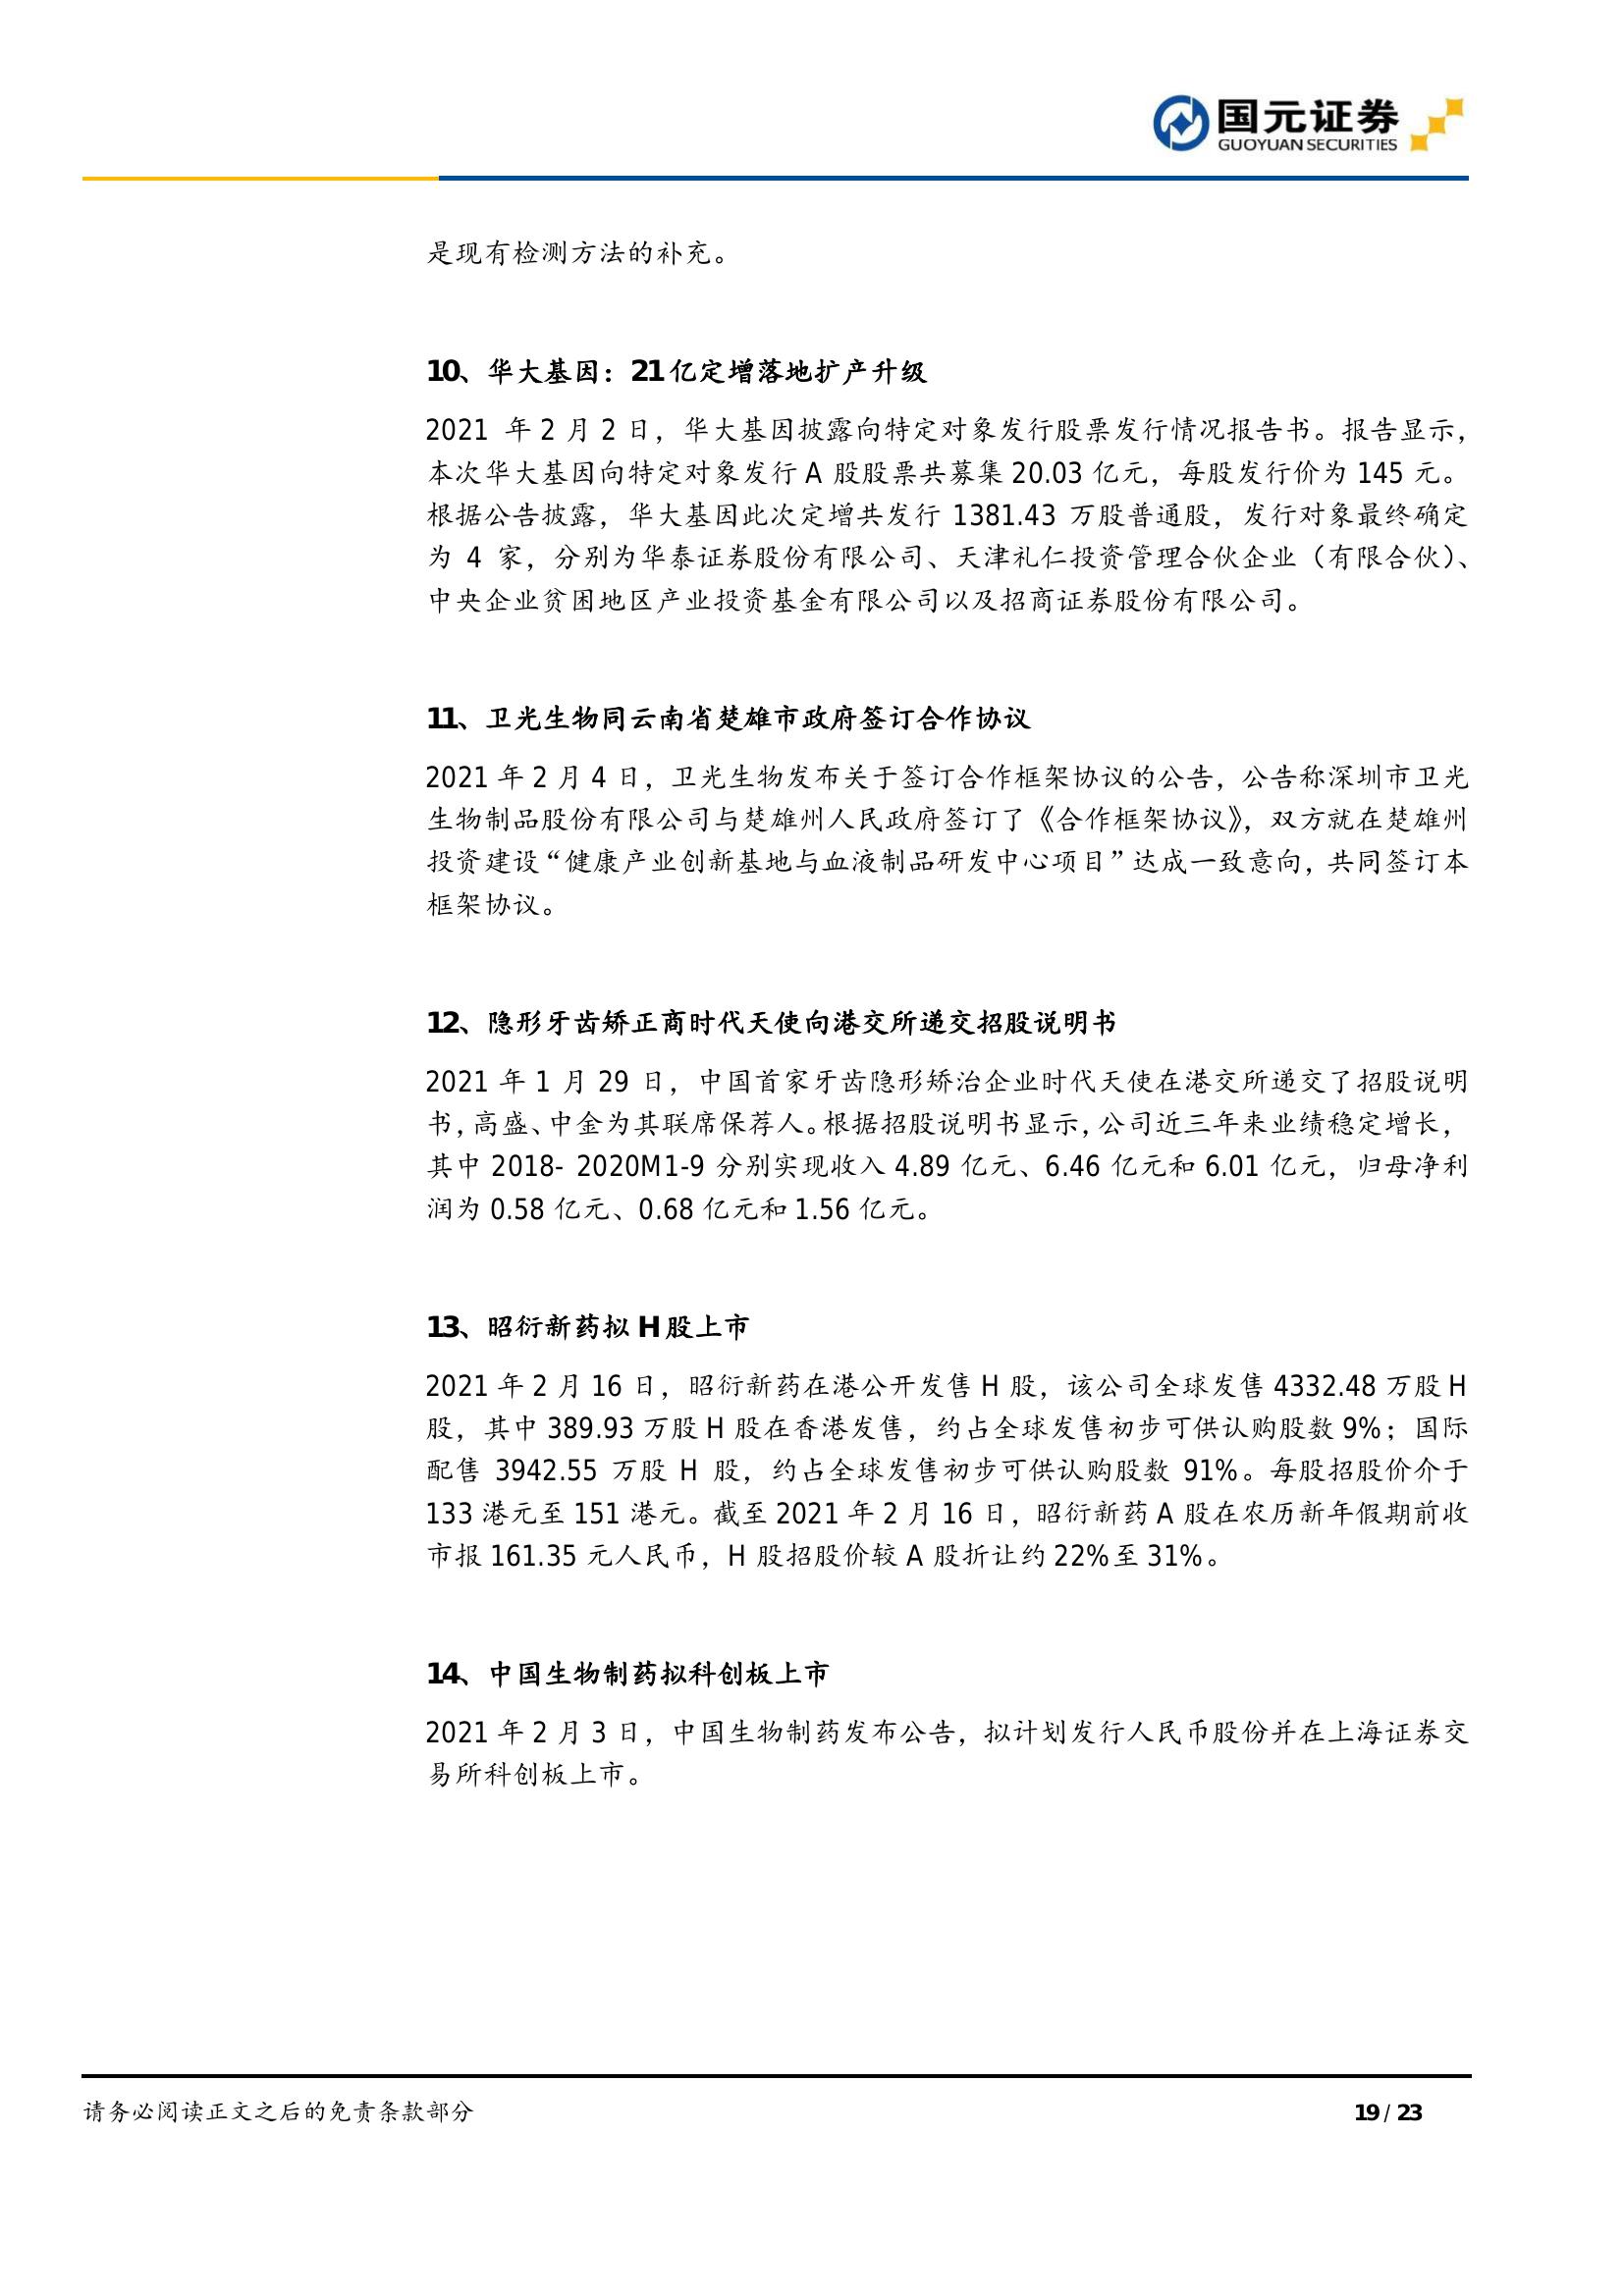 国元证券
GUOYUAN SECURITIES
是现有检测方法的补充。
10、华大基因：21亿定增落地扩产升级
2021 年 2 月 2 日，华大基因披露向特定对象发行股票发行情况报告书。报告显示，
本次华大基因向特定对象发行 A 股股票共募集 20.03 亿元，每股发行价为 145 元。
根据公告披露，华大基因此次定增共发行 1381.43 万股普通股，发行对象最终确定
为 4 家，分别为华泰证券股份有限公司、天津礼仁投资管理合伙企业（有限合伙）、
中央企业贫困地区产业投资基金有限公司以及招商证券股份有限公司。
11、卫光生物同云南省楚雄市政府签订合作协议
2021 年 2 月 4 日，卫光生物发布关于签订合作框架协议的公告，公告称深圳市卫光
生物制品股份有限公司与楚雄州人民政府签订了《合作框架协议》，双方就在楚雄州
投资建设“健康产业创新基地与血液制品研发中心项目”达成一致意向，共同签订本
框架协议。
12、隐形牙齿矫正商时代天使向港交所递交招股说明书
2021 年 1 月 29 日，中国首家牙齿隐形矫治企业时代天使在港交所递交了招股说明
书，高盛、中金为其联席保荐人。根据招股说明书显示，公司近三年来业绩稳定增长，
其中 2018- 2020M1-9 分别实现收入 4.89 亿元、6.46 亿元和 6.01 亿元，归母净利
润为 0.58 亿元、0.68 亿元和 1.56 亿元。
13、昭衍新药拟 H 股上市
2021 年 2 月 16 日，昭衍新药在港公开发售 H 股，该公司全球发售 4332.48 万股 H
股，其中 389.93 万股 H 股在香港发售，约占全球发售初步可供认购股数 9%；国际
配售 3942.55 万股 H 股，约占全球发售初步可供认购股数 91%。每股招股价介于
133 港元至 151 港元。截至 2021 年 2 月 16 日，昭衍新药 A 股在农历新年假期前收
市报 161.35 元人民币，H 股招股价较 A 股折让约 22%至 31%。
14、中国生物制药拟科创板上市
2021 年 2 月 3 日，中国生物制药发布公告，拟计划发行人民币股份并在上海证券交
易所科创板上市。
请务必阅读正文之后的免责条款部分
19 / 23